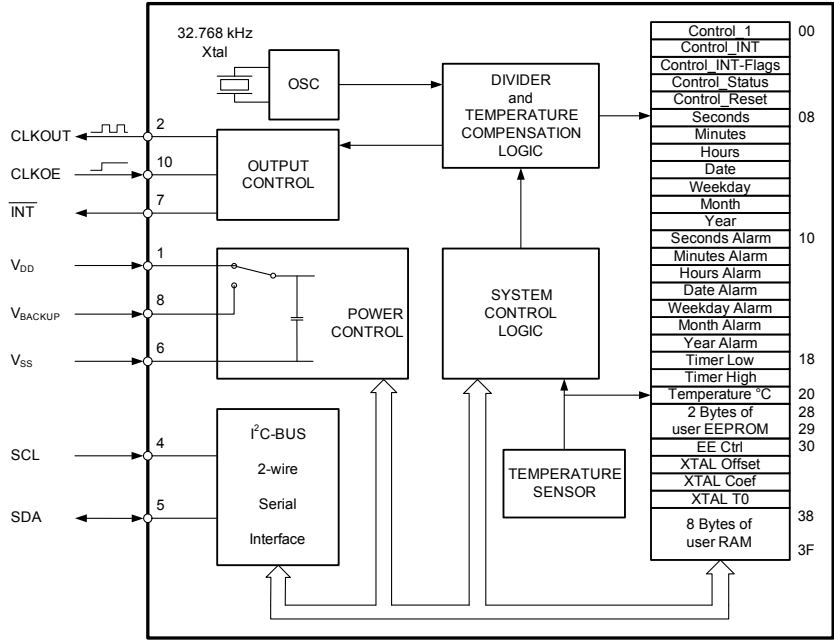 32.768 kHz
Xtal
OSC
DIVIDER
and
TEMPERATURE
COMPENSATION
LOGIC
CLKOUT
2
CLKOE
10
INT
7
OUTPUT
CONTROL
V_DD
1
V_BACKUP
8
V_SS
6
POWER
CONTROL
SYSTEM
CONTROL
LOGIC
SCL
4
SDA
5
I²C-BUS
2-wire
Serial
Interface
TEMPERATURE
SENSOR
Control_1 00
Control_INT
Control_INT-Flags
Control_Status
Control_Reset
Seconds 08
Minutes
Hours
Date
Weekday
Month
Year
Seconds Alarm 10
Minutes Alarm
Hours Alarm
Date Alarm
Weekday Alarm
Month Alarm
Year Alarm
Timer Low 18
Timer High
Temperature °C 20
2 Bytes of 28
user EEPROM 29
EE Ctrl 30
XTAL Offset
XTAL Coef
XTAL T0
38
8 Bytes of
user RAM
3F